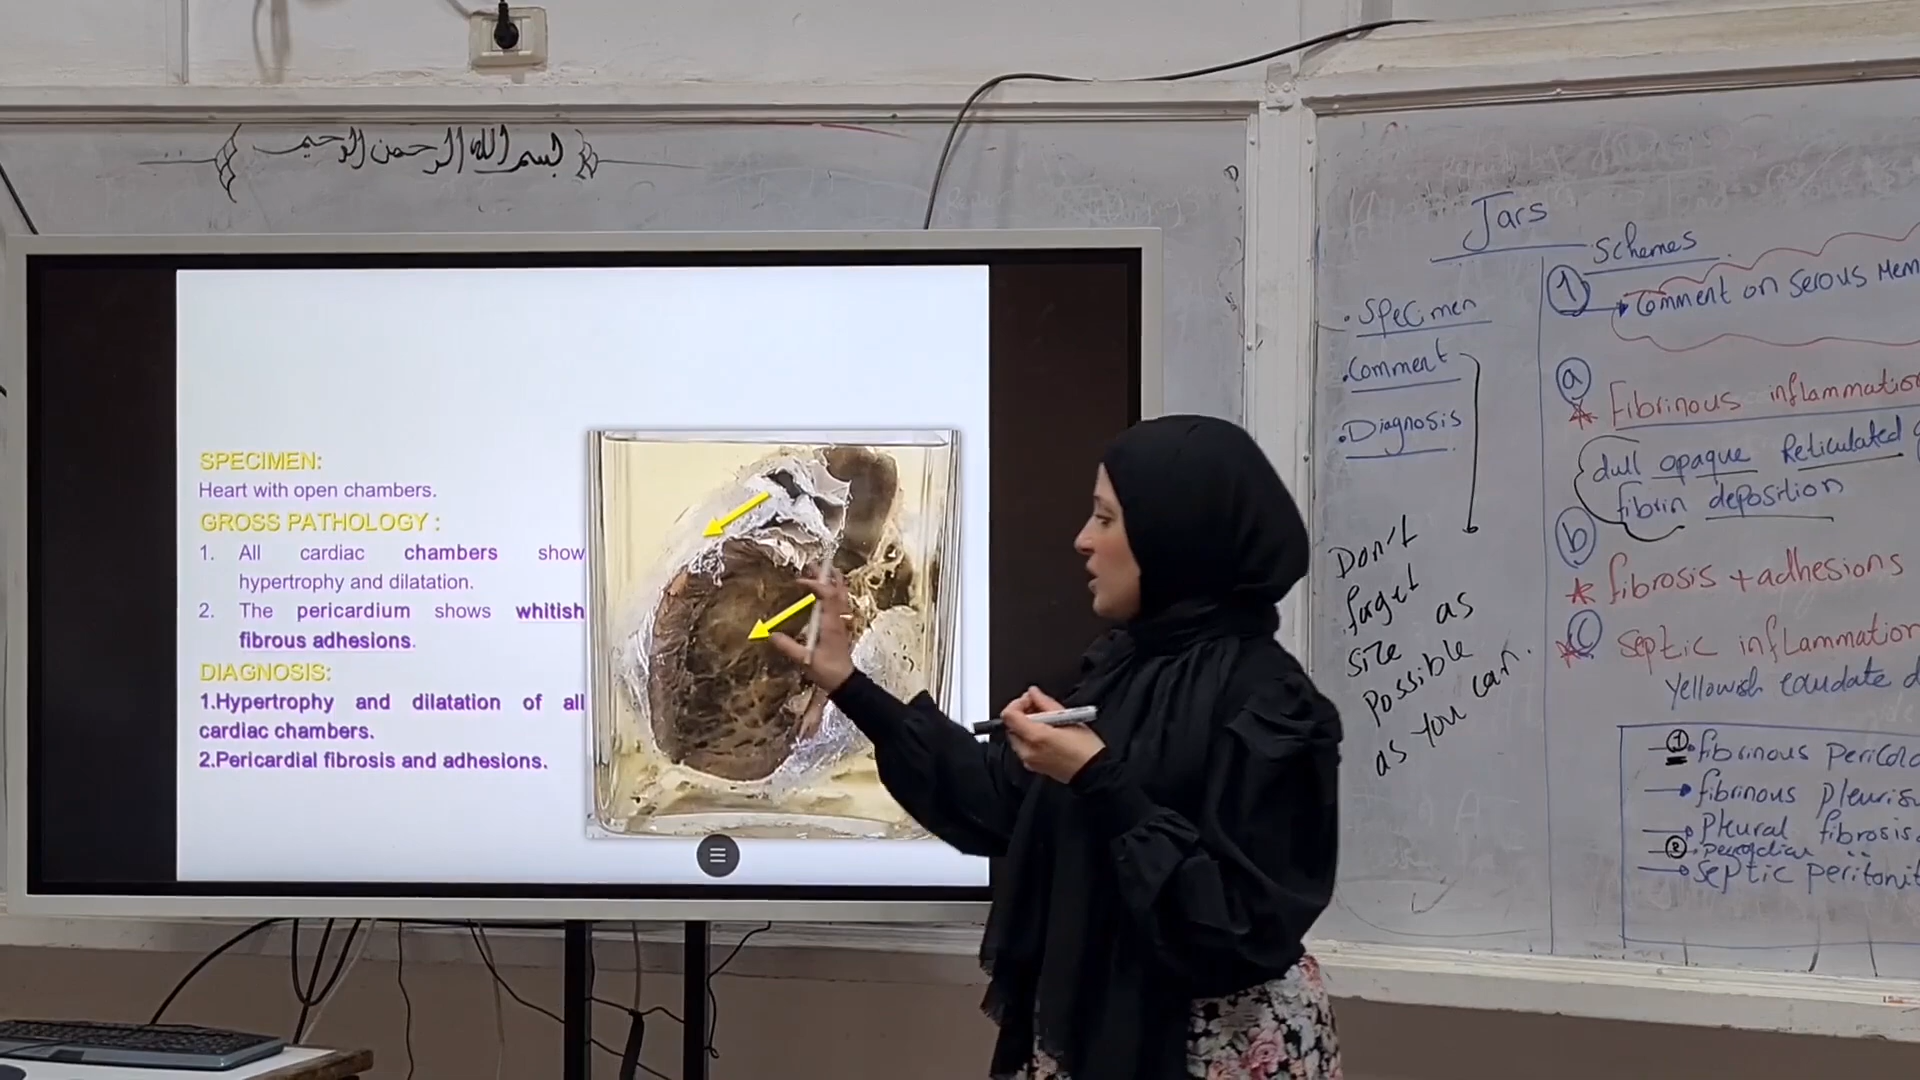 بسم الله الرحمن الرحيم
SPECIMEN:
Heart with open chambers.
GROSS PATHOLOGY :
1. All cardiac chambers show
hypertrophy and dilatation.
2. The pericardium shows whitish
fibrous adhesions.
DIAGNOSIS:
1.Hypertrophy and dilatation of all
cardiac chambers.
2.Pericardial fibrosis and adhesions.
Jars
• Specimen
• Comment
• Diagnosis
Don't
forget
size as
Possible
as you can.
Schemes
1
Comment on Serous Mem
a
Fibrinous inflammation
dull opaque Reticulated
fibrin deposition
b
fibrosis + adhesions
c
Septic inflammation
Yellowish exudate d
1 fibrinous Pericard
fibrinous pleurisy
Pleural fibrosis
2
Septic peritonit